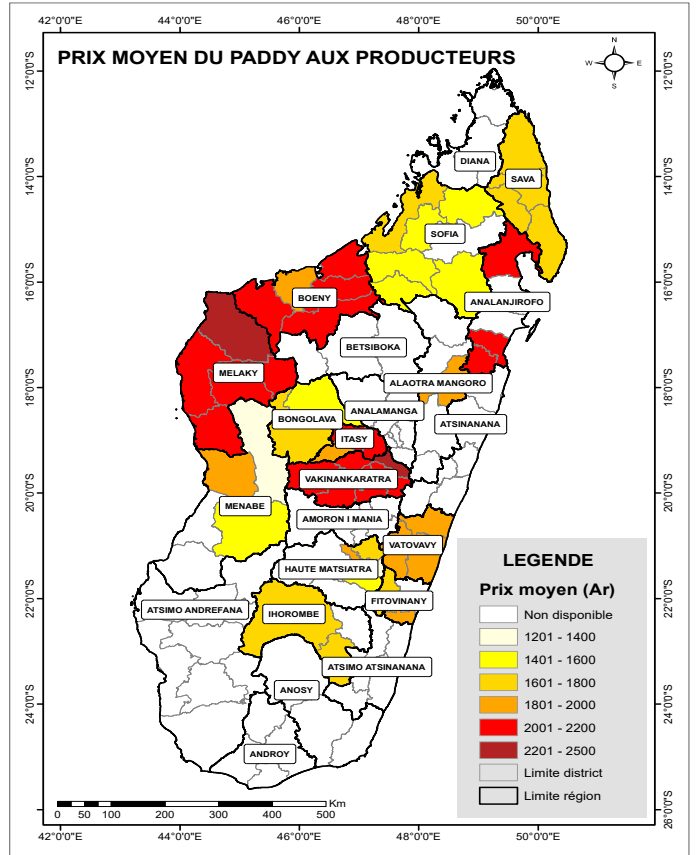 42°0'0"E 44°0'0"E 46°0'0"E 48°0'0"E 50°0'0"E
PRIX MOYEN DU PADDY AUX PRODUCTEURS
N
W E
S
12°0'0"S
14°0'0"S
16°0'0"S
18°0'0"S
20°0'0"S
22°0'0"S
24°0'0"S
12°0'0"S
14°0'0"S
16°0'0"S
18°0'0"S
20°0'0"S
22°0'0"S
24°0'0"S
26°0'0"S
DIANA
SAVA
SOFIA
BOENY
ANALANJIROFO
BETSIBOKA
MELAKY
ALAOTRA MANGORO
BONGOLAVA
ANALAMANGA
ATSINANANA
ITASY
VAKINANKARATRA
MENABE
AMORON I MANIA
VATOVAVY
HAUTE MATSIATRA
FITOVINANY
ATSIMO ANDREFANA
IHOROMBE
ATSIMO ATSINANANA
ANOSY
ANDROY
LEGENDE
Prix moyen (Ar)
Non disponible
1201 - 1400
1401 - 1600
1601 - 1800
1801 - 2000
2001 - 2200
2201 - 2500
Limite district
Limite région
0 50 100 200 300 400 500
Km
42°0'0"E 44°0'0"E 46°0'0"E 48°0'0"E 50°0'0"E